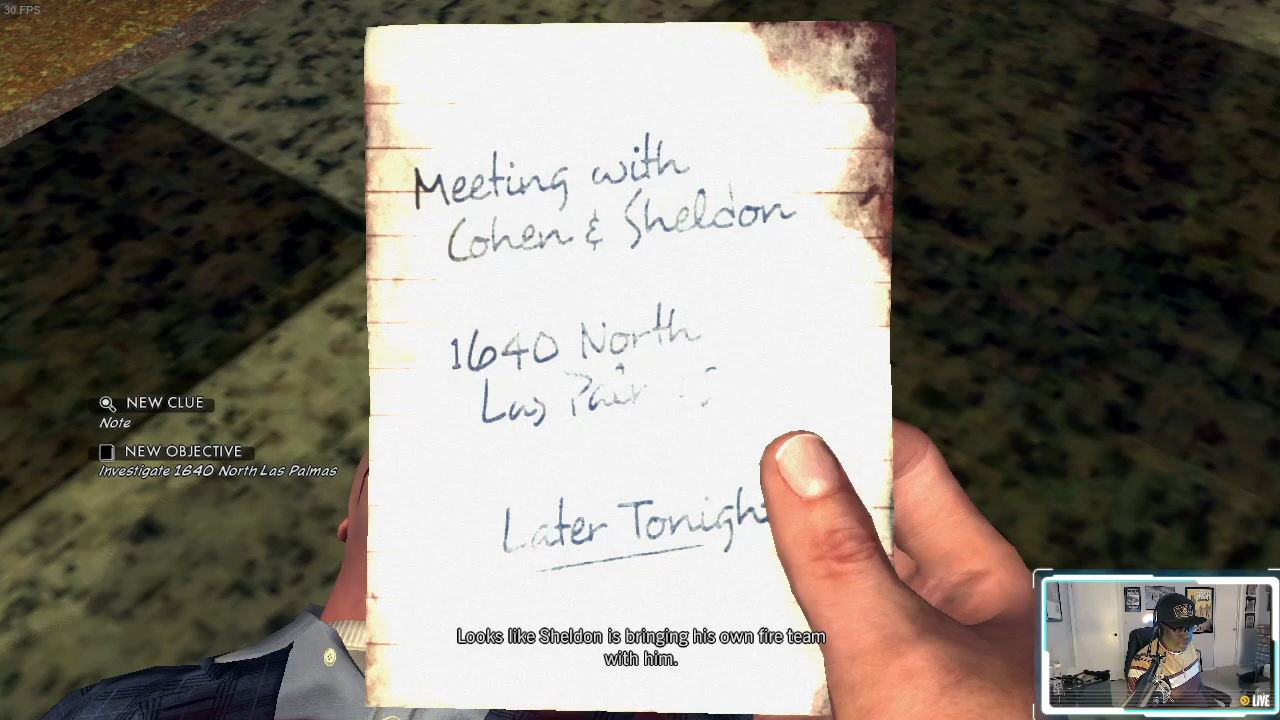 30 FPS
Meeting with
Cohen & Sheldon
1640 North
Las
Later Tonight
NEW CLUE
Note
NEW OBJECTIVE
Investigate 1640 North Las Palmas
Looks like Sheldon is bringing his own fire team
with him.
LIVE